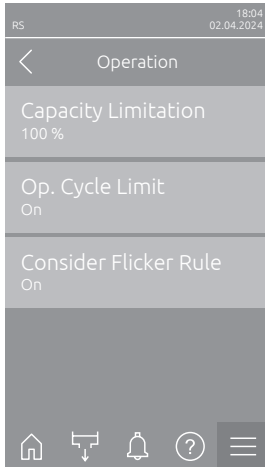 18:04
RS 02.04.2024
Operation
Capacity Limitation
100 %
Op. Cycle Limit
On
Consider Flicker Rule
On
?